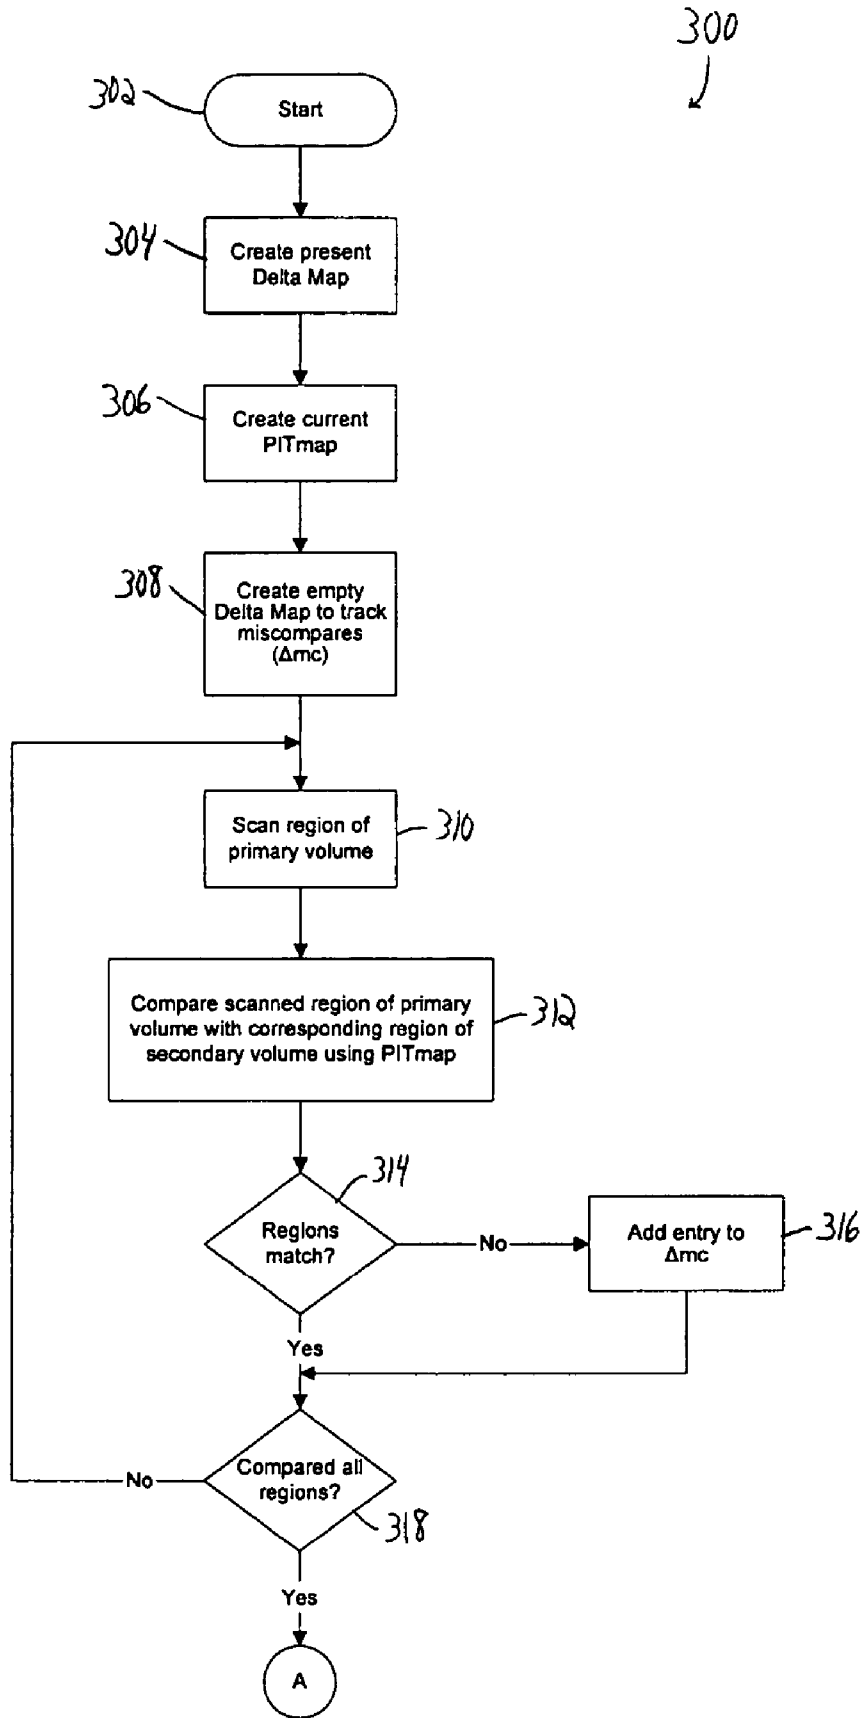 300
302
Start
304
Create present
Delta Map
306
Create current
PITmap
308
Create empty
Delta Map to track
miscompares
(Δmc)
Scan region of
primary volume
310
Compare scanned region of primary
volume with corresponding region of
secondary volume using PITmap
312
314
Regions
match?
No
Add entry to
Δmc
316
Yes
Compared all
regions?
No
318
Yes
A